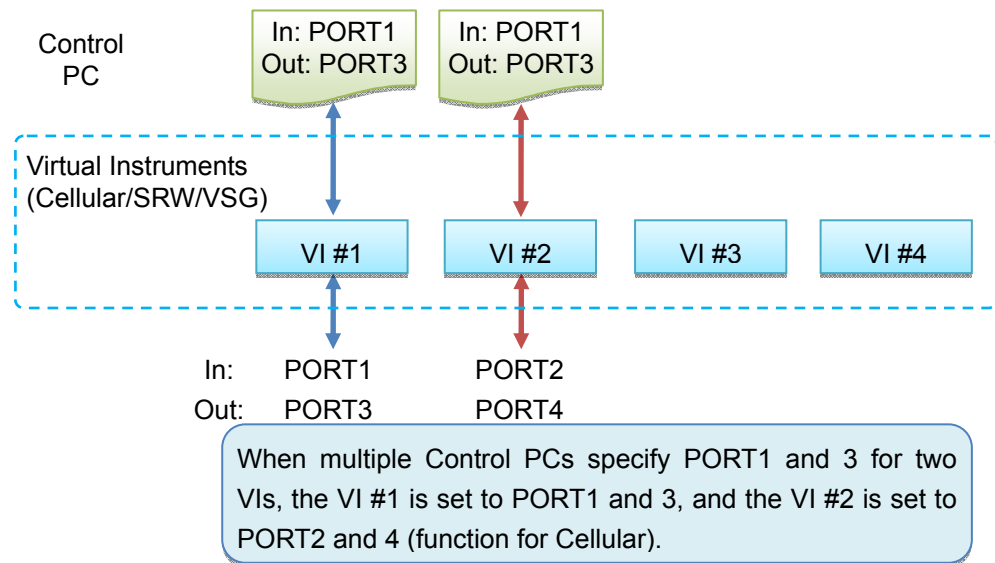 Control
PC
In: PORT1
Out: PORT3
In: PORT1
Out: PORT3
Virtual Instruments
(Cellular/SRW/VSG)
VI #1
VI #2
VI #3
VI #4
In: PORT1 PORT2
Out: PORT3 PORT4
When multiple Control PCs specify PORT1 and 3 for two
VIs, the VI #1 is set to PORT1 and 3, and the VI #2 is set to
PORT2 and 4 (function for Cellular).